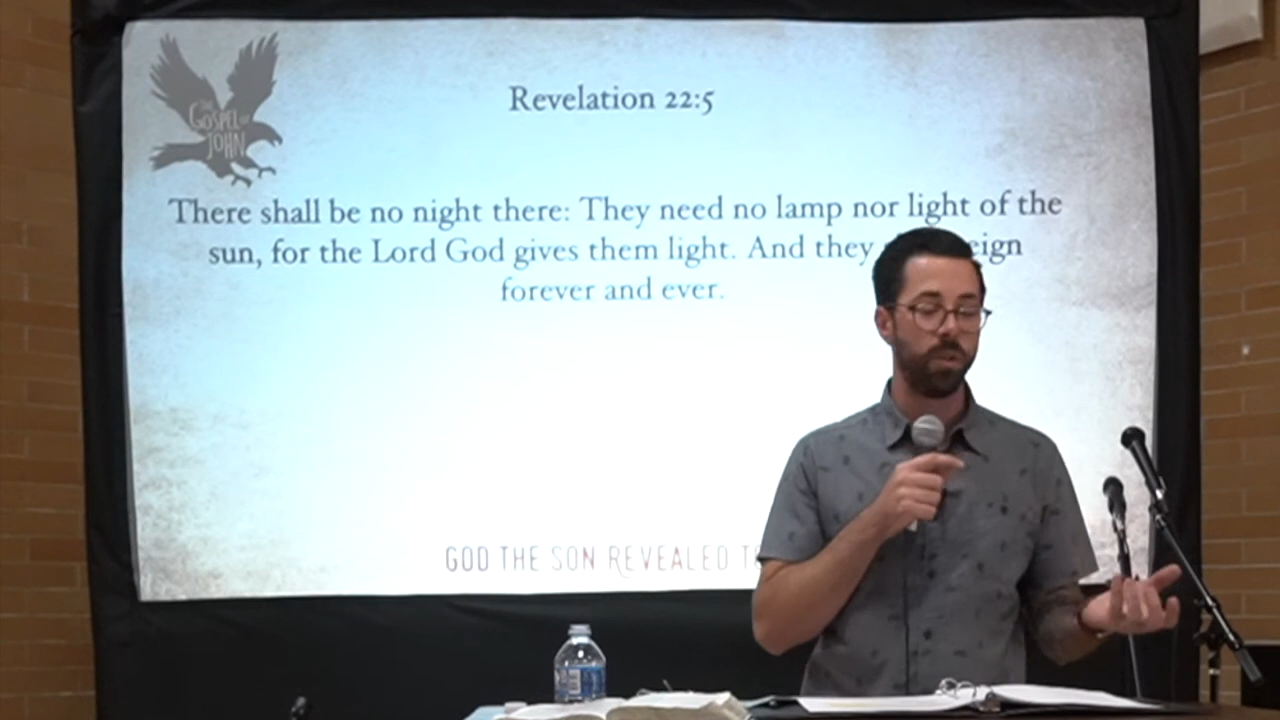 THE
GOSPEL OF
JOHN
Revelation 22:5
There shall be no night there: They need no lamp nor light of the
sun, for the Lord God gives them light. And they eign
forever and ever.
GOD THE SON REVEALED